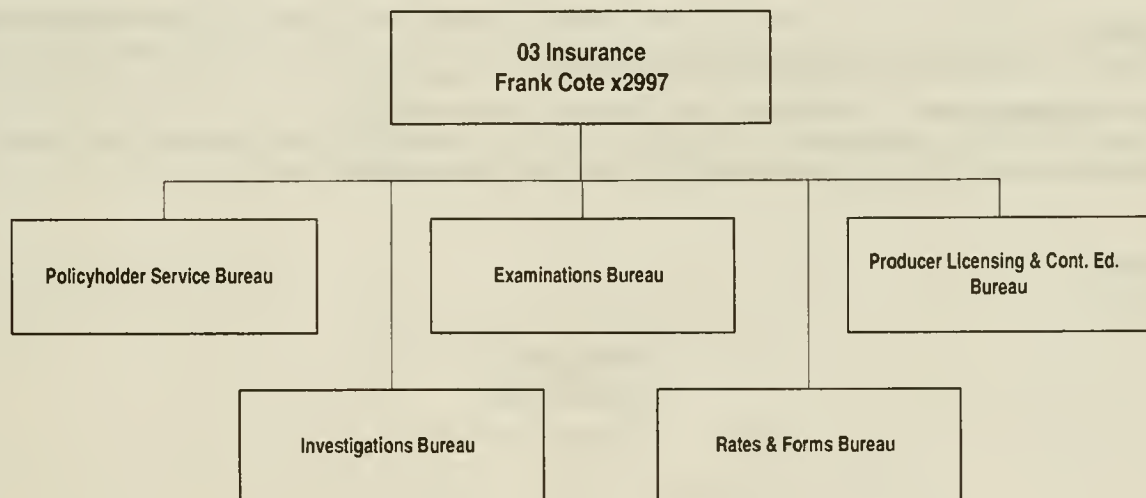 03 Insurance
Frank Cote x2997
Policyholder Service Bureau
Examinations Bureau
Producer Licensing & Cont. Ed.
Bureau
Investigations Bureau
Rates & Forms Bureau